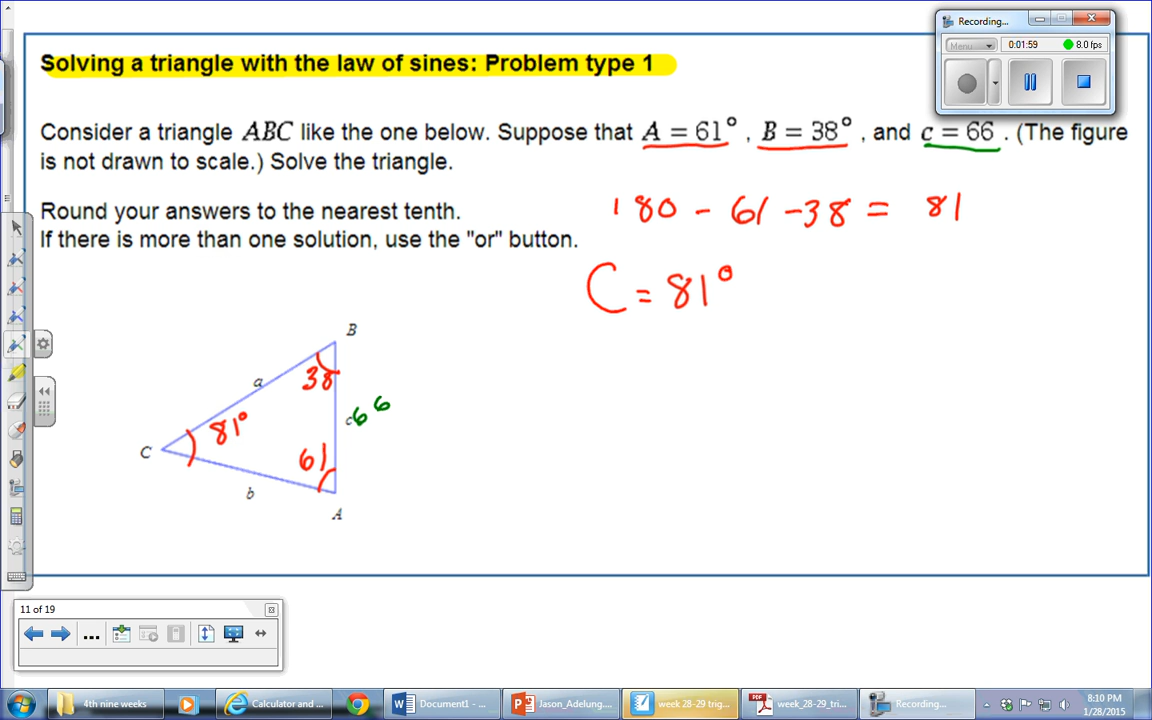 Recording...
Menu
0:01:59
8.0 fps
Solving a triangle with the law of sines: Problem type 1
Consider a triangle ABC like the one below. Suppose that A = 61°, B = 38°, and c = 66. (The figure
is not drawn to scale.) Solve the triangle.
180 - 61 - 38 = 81
Round your answers to the nearest tenth.
If there is more than one solution, use the "or" button.
C = 81°
B
38
a
c 66
81°
C
61
b
A
11 of 19
...
4th nine weeks
Calculator and ...
Document1 - ...
Jason_Adelung....
week 28-29 trig...
week_28-29_tri...
Recording...
8:10 PM
1/28/2015